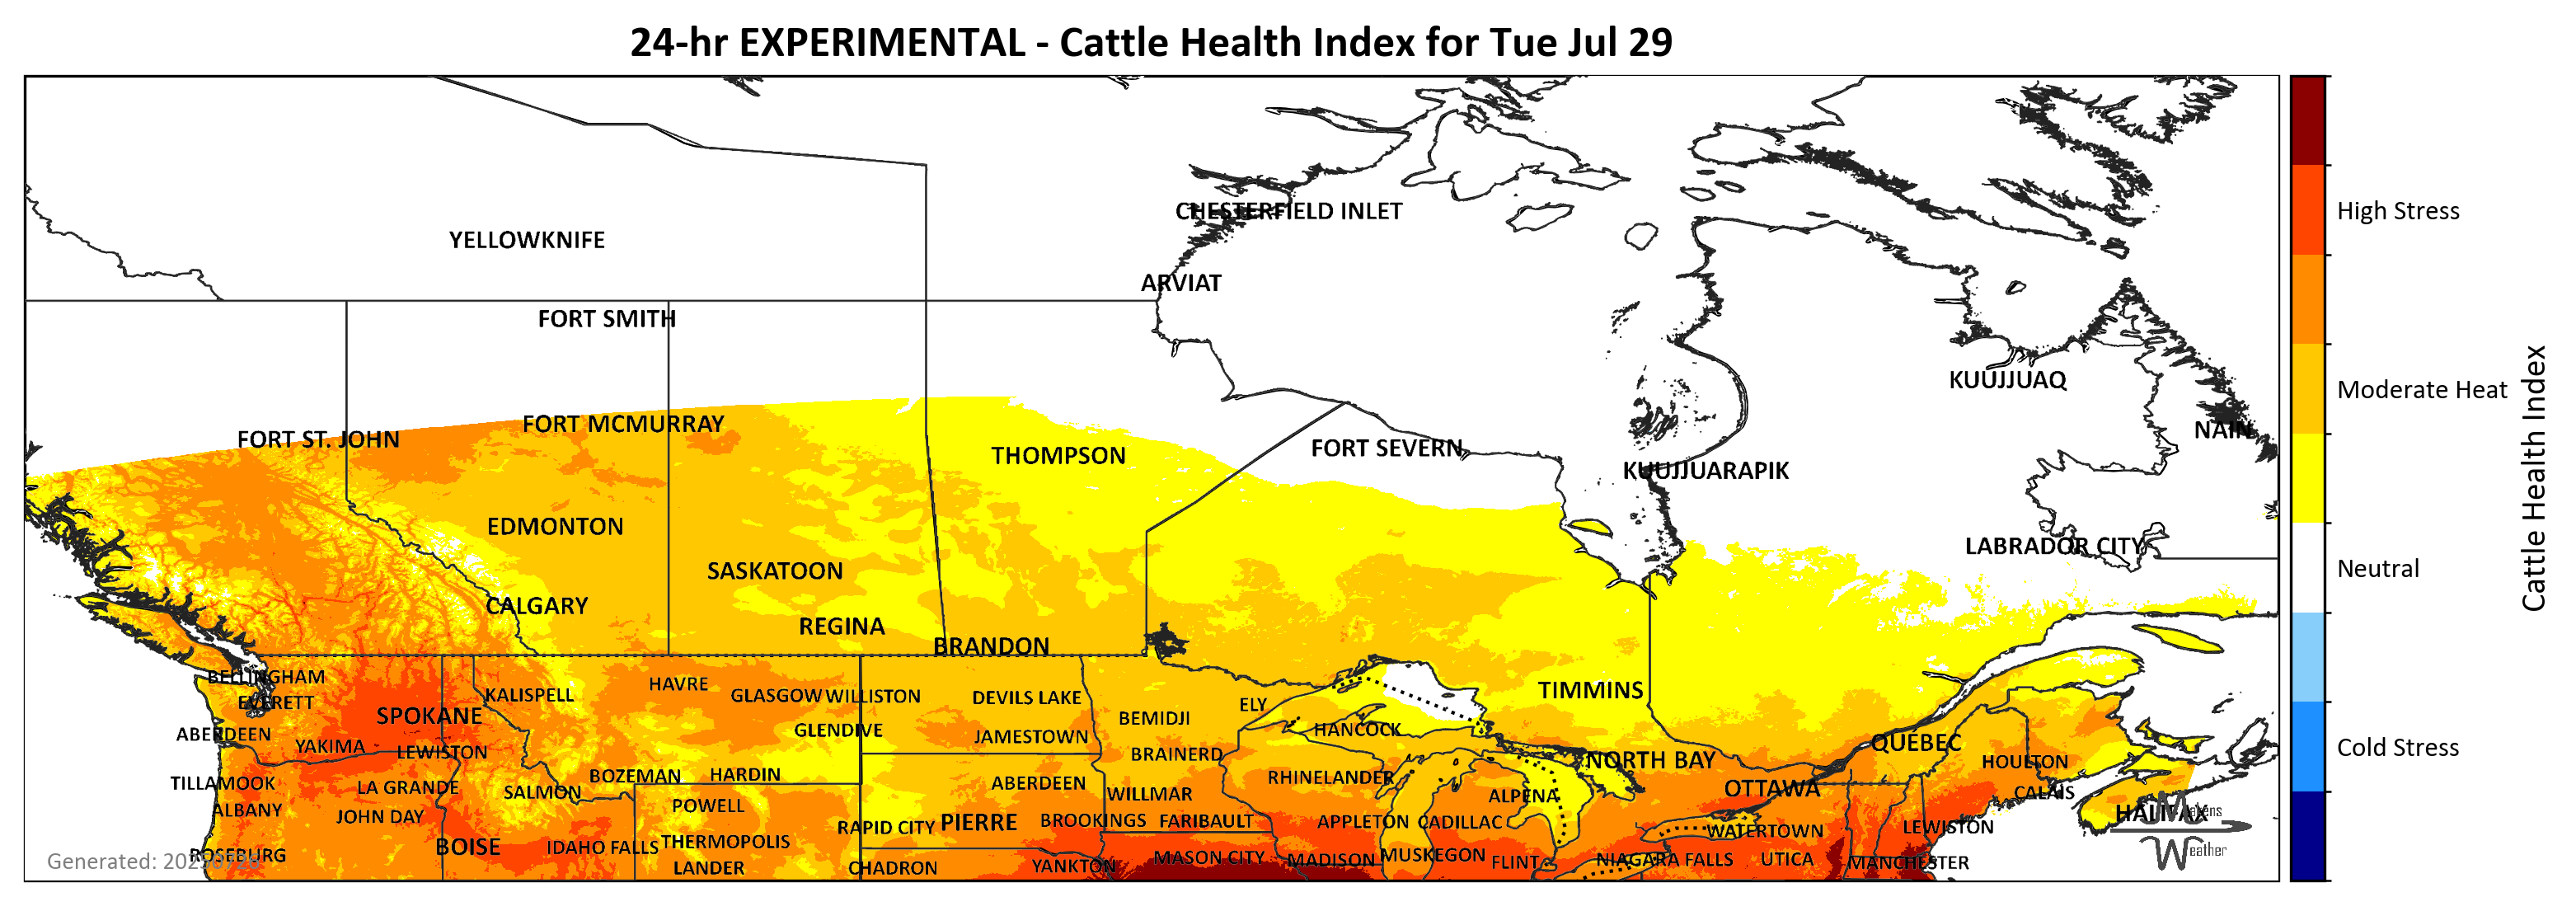 24-hr EXPERIMENTAL - Cattle Health Index for Tue Jul 29
CHESTERFIELD INLET
High Stress
YELLOWKNIFE
ARVIAT
FORT SMITH
KUUJJUAQ
Moderate Heat
FORT MCMURRAY
NAIN
FORT ST. JOHN
FORT SEVERN
THOMPSON
KUUJJUARAPIK
Cattle Health Index
EDMONTON
LABRADOR CITY
SASKATOON
Neutral
CALGARY
REGINA
BRANDON
BELLINGHAM
HAVRE
TIMMINS
KALISPELL
GLASGOW
WILLISTON
DEVILS LAKE
EVERETT
ELY
SPOKANE
BEMIDJI
GLENDIVE
HANCOCK
ABERDEEN
JAMESTOWN
QUEBEC
YAKIMA
LEWISTON
BRAINERD
Cold Stress
NORTH BAY
HOULTON
BOZEMAN
HARDIN
RHINELANDER
TILLAMOOK
LA GRANDE
ABERDEEN
OTTAWA
SALMON
WILLMAR
ALPENA
CALAIS
ALBANY
POWELL
JOHN DAY
HALIFAX
Makens
RAPID CITY
PIERRE
BROOKINGS
FARIBAULT
APPLETON
CADILLAC
WATERTOWN
LEWISTON
BOISE
IDAHO FALLS
THERMOPOLIS
Weather
ROSEBURG
MASON CITY
MADISON
MUSKEGON
FLINT
NIAGARA FALLS
UTICA
MANCHESTER
Generated:
LANDER
CHADRON
YANKTON